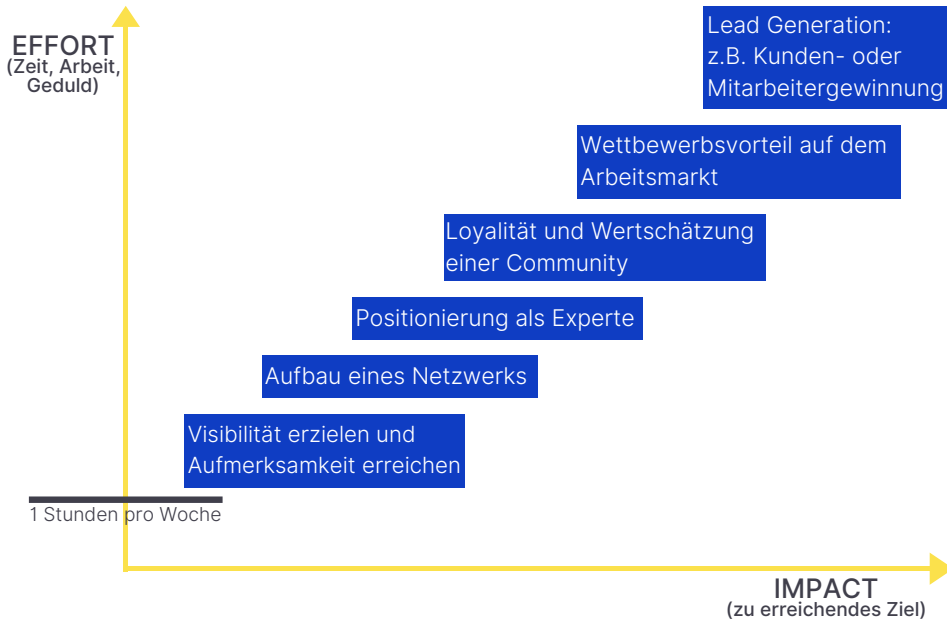 EFFORT
(Zeit, Arbeit,
Geduld)
Lead Generation:
z.B. Kunden- oder
Mitarbeitergewinnung
Wettbewerbsvorteil auf dem
Arbeitsmarkt
Loyalität und Wertschätzung
einer Community
Positionierung als Experte
Aufbau eines Netzwerks
Visibilität erzielen und
Aufmerksamkeit erreichen
1 Stunden pro Woche
IMPACT
(zu erreichendes Ziel)